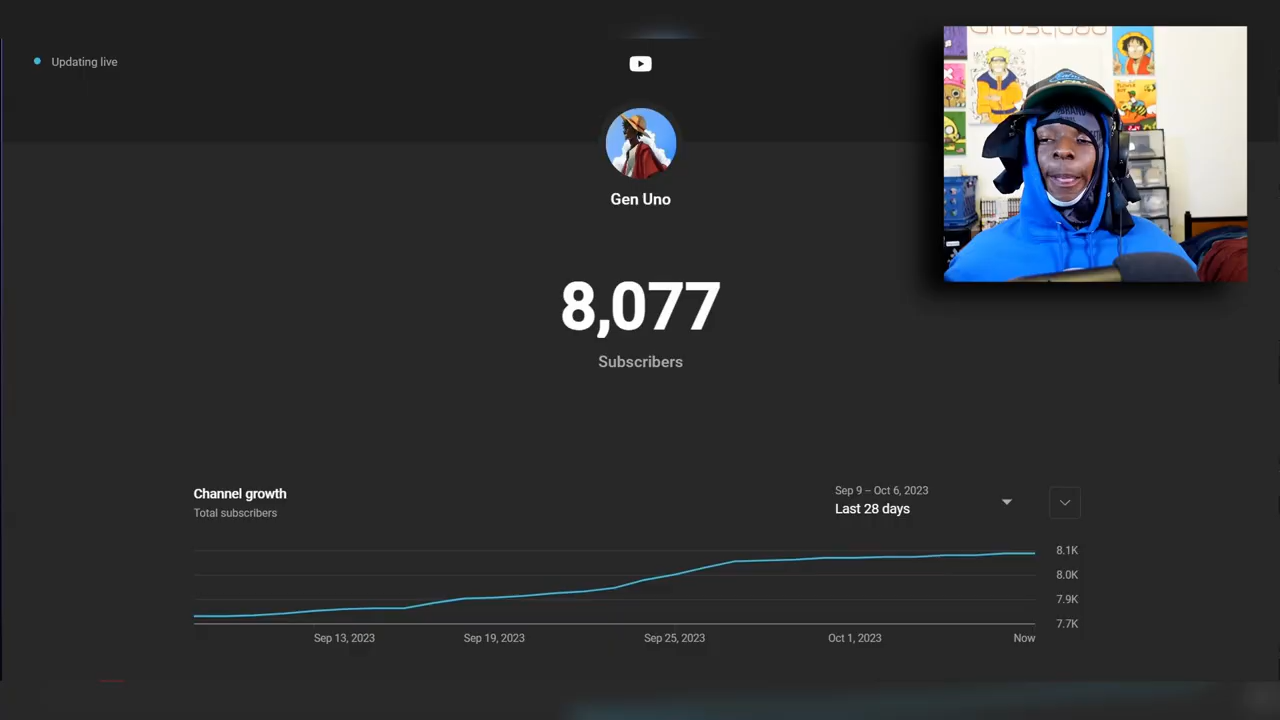 Updating live
Gen Uno
8,077
Subscribers
Channel growth
Total subscribers
Sep 9 – Oct 6, 2023
Last 28 days
8.1K
8.0K
7.9K
7.7K
Sep 13, 2023
Sep 19, 2023
Sep 25, 2023
Oct 1, 2023
Now